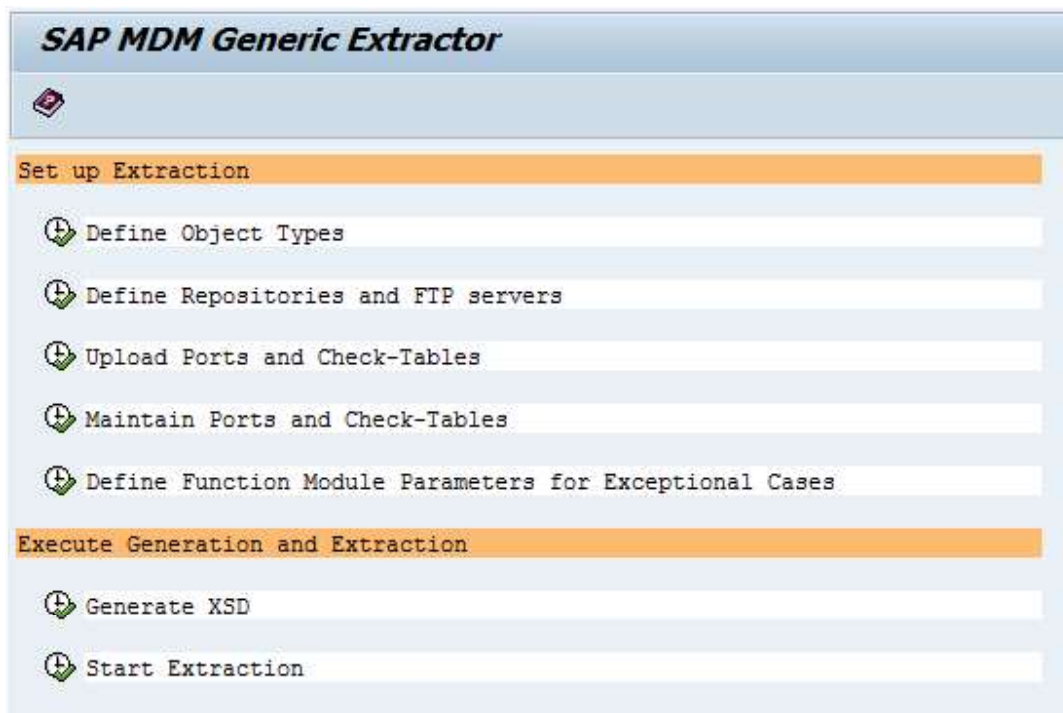 SAP MDM Generic Extractor
Set up Extraction
Define Object Types
Define Repositories and FTP servers
Upload Ports and Check-Tables
Maintain Ports and Check-Tables
Define Function Module Parameters for Exceptional Cases
Execute Generation and Extraction
Generate XSD
Start Extraction